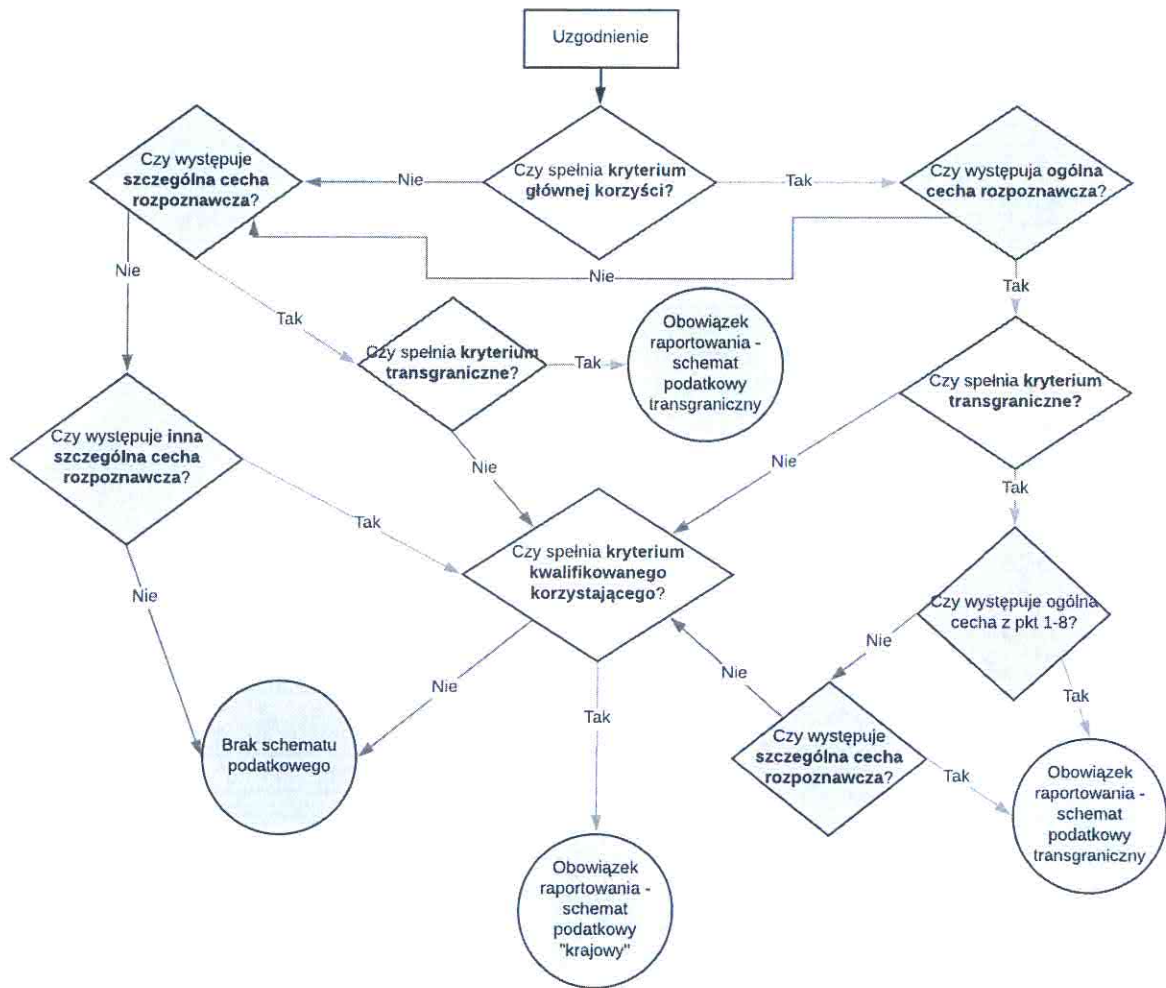 Uzgodnienie
Czy występuje
szczególna cecha
rozpoznawcza?
Nie
Czy spełnia kryterium
głównej korzyści?
Tak
Czy występuja ogólna
cecha rozpoznawcza?
Nie
Nie
Tak
Tak
Czy spełnia kryterium
transgraniczne?
Tak
Obowiązek
raportowania -
schemat
podatkowy
transgraniczny
Czy spełnia kryterium
transgraniczne?
Czy występuje inna
szczególna cecha
rozpoznawcza?
Nie
Nie
Tak
Tak
Czy spełnia kryterium
kwalifikowanego
korzystającego?
Czy występuje ogólna
cecha z pkt 1-8?
Nie
Nie
Nie
Nie
Tak
Tak
Brak schematu
podatkowego
Czy występuje
szczególna cecha
rozpoznawcza?
Tak
Obowiązek
raportowania -
schemat
podatkowy
transgraniczny
Obowiązek
raportowania -
schemat
podatkowy
"krajowy"